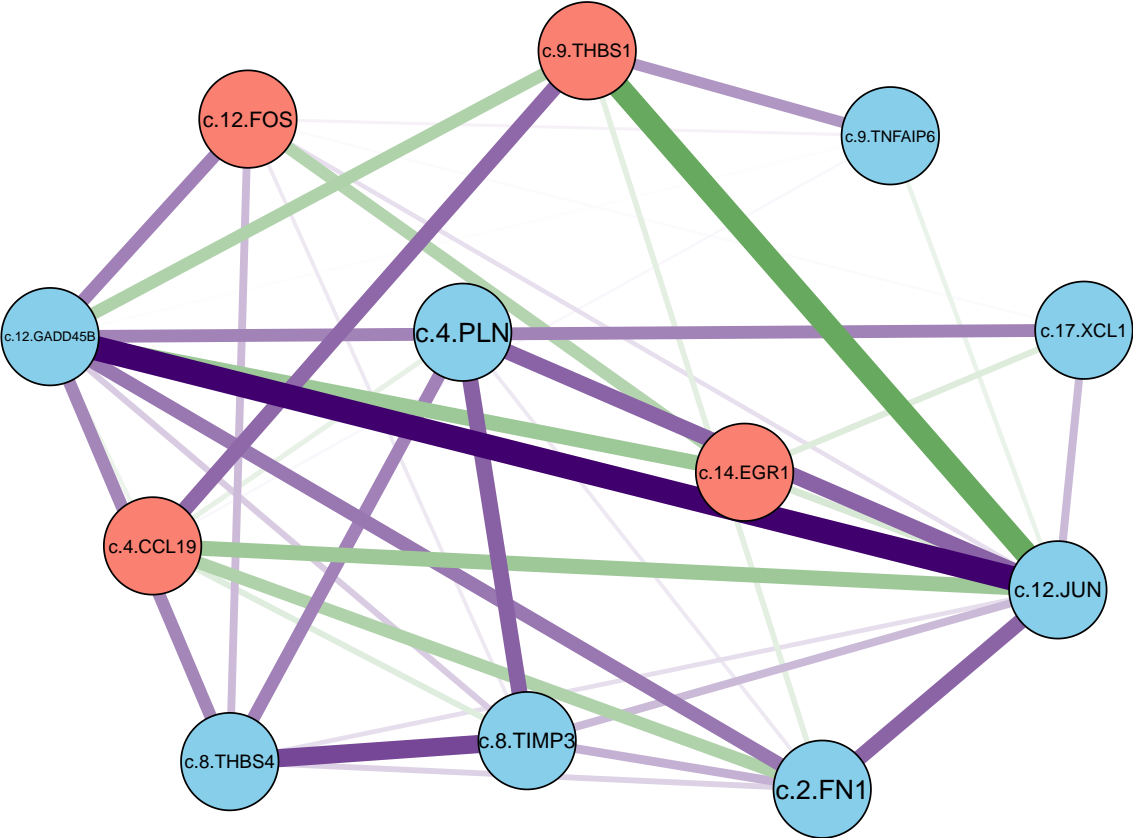 c.9.THBS1
c.12.FOS
c.9.TNFAIP6
c.12.GADD45B
c.4.PLN
c.17.XCL1
c.14.EGR1
c.4.CCL19
c.12.JUN
c.8.THBS4
c.8.TIMP3
c.2.FN1